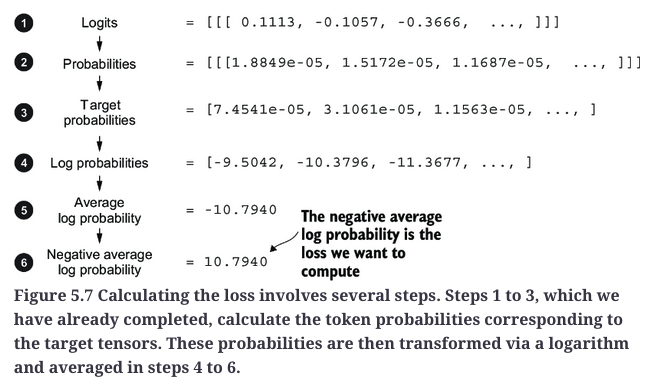 1 Logits = [[[ 0.1113, -0.1057, -0.3666, ..., ]]]
2 Probabilities = [[[1.8849e-05, 1.5172e-05, 1.1687e-05, ..., ]]]
3 Target
probabilities = [7.4541e-05, 3.1061e-05, 1.1563e-05, ..., ]
4 Log probabilities = [-9.5042, -10.3796, -11.3677, ..., ]
5 Average
log probability = -10.7940
6 Negative average
log probability = 10.7940
The negative average
log probability is the
loss we want to
compute
Figure 5.7 Calculating the loss involves several steps. Steps 1 to 3, which we
have already completed, calculate the token probabilities corresponding to
the target tensors. These probabilities are then transformed via a logarithm
and averaged in steps 4 to 6.